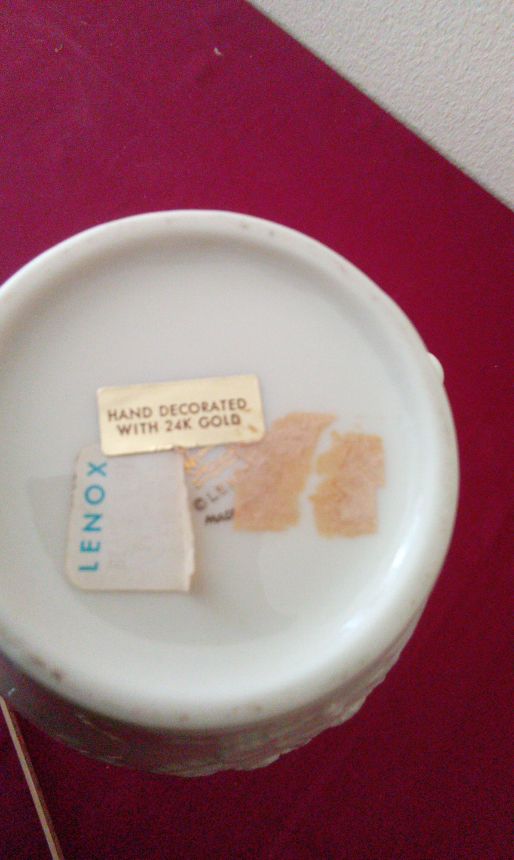 HAND DECORATED
WITH 24K GOLD
LENOX